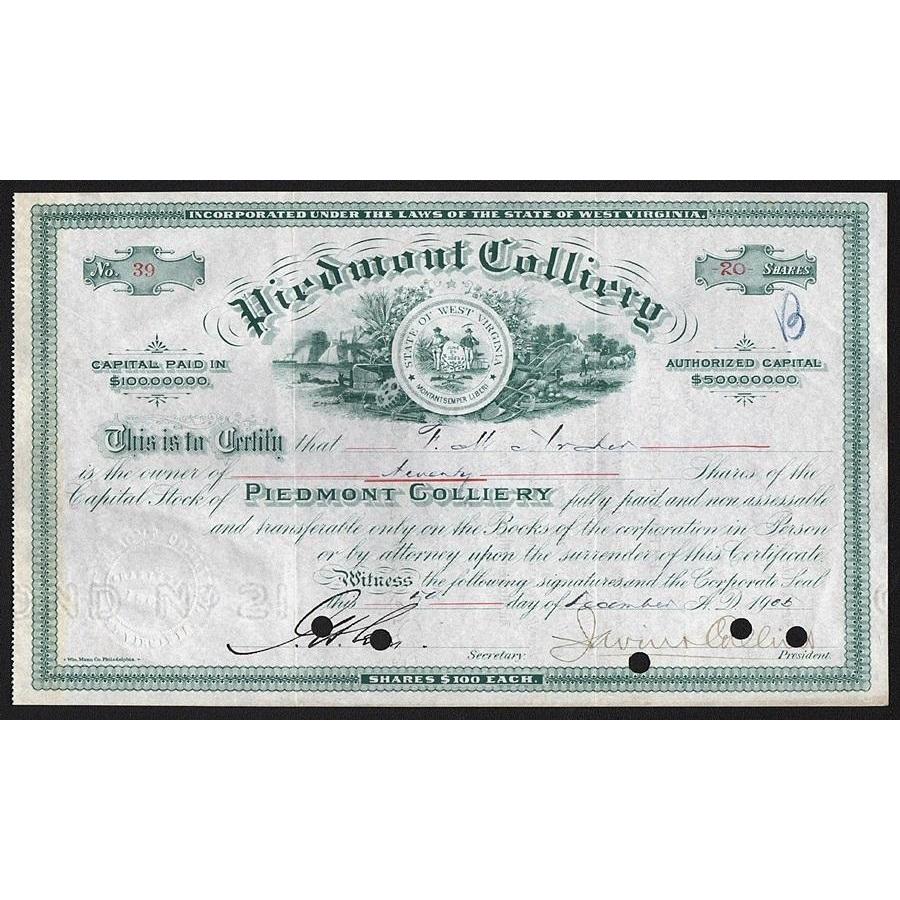 INCORPORATED UNDER THE LAWS OF THE STATE OF WEST VIRGINIA.
No. 39
Piedmont Colliery
-20- SHARES
B
STATE OF WEST VIRGINIA
MONTANI SEMPER LIBERI
CAPITAL PAID IN
$100,000.00.
AUTHORIZED CAPITAL
$500,000.00.
This is to Certify that F. M. Archer
is the owner of Shares of the
Capital Stock of PIEDMONT COLLIERY fully paid and non assessable
and transferable only on the Books of the corporation in Person
or by attorney upon the surrender of this Certificate.
Witness the following signatures and the Corporate Seal
this day of December A.D. 190
Secretary
President.
Wm. Mann Co. Philadelphia.
SHARES $100 EACH.